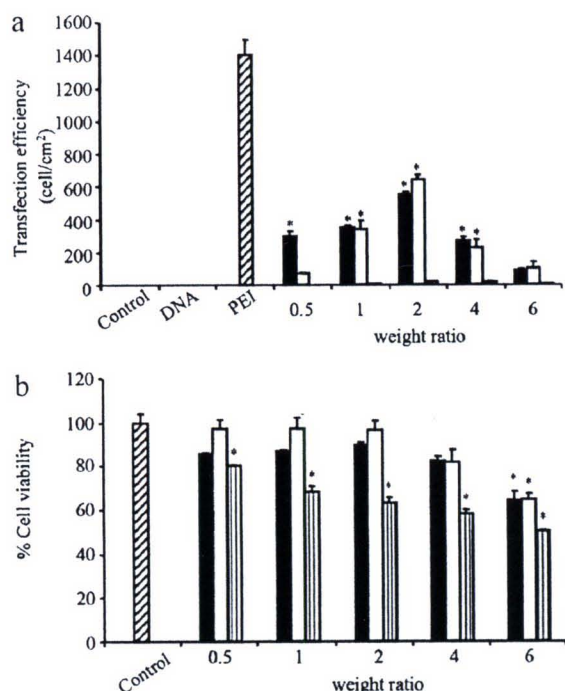 a
Transfection efficiency
(cell/cm²)
1600
1400
1200
1000
800
600
400
200
0
* * * * * * *
Control DNA PEI 0.5 1 2 4 6
weight ratio
b
% Cell viability
120
100
80
60
40
20
0
* * * * * * *
Control 0.5 1 2 4 6
weight ratio